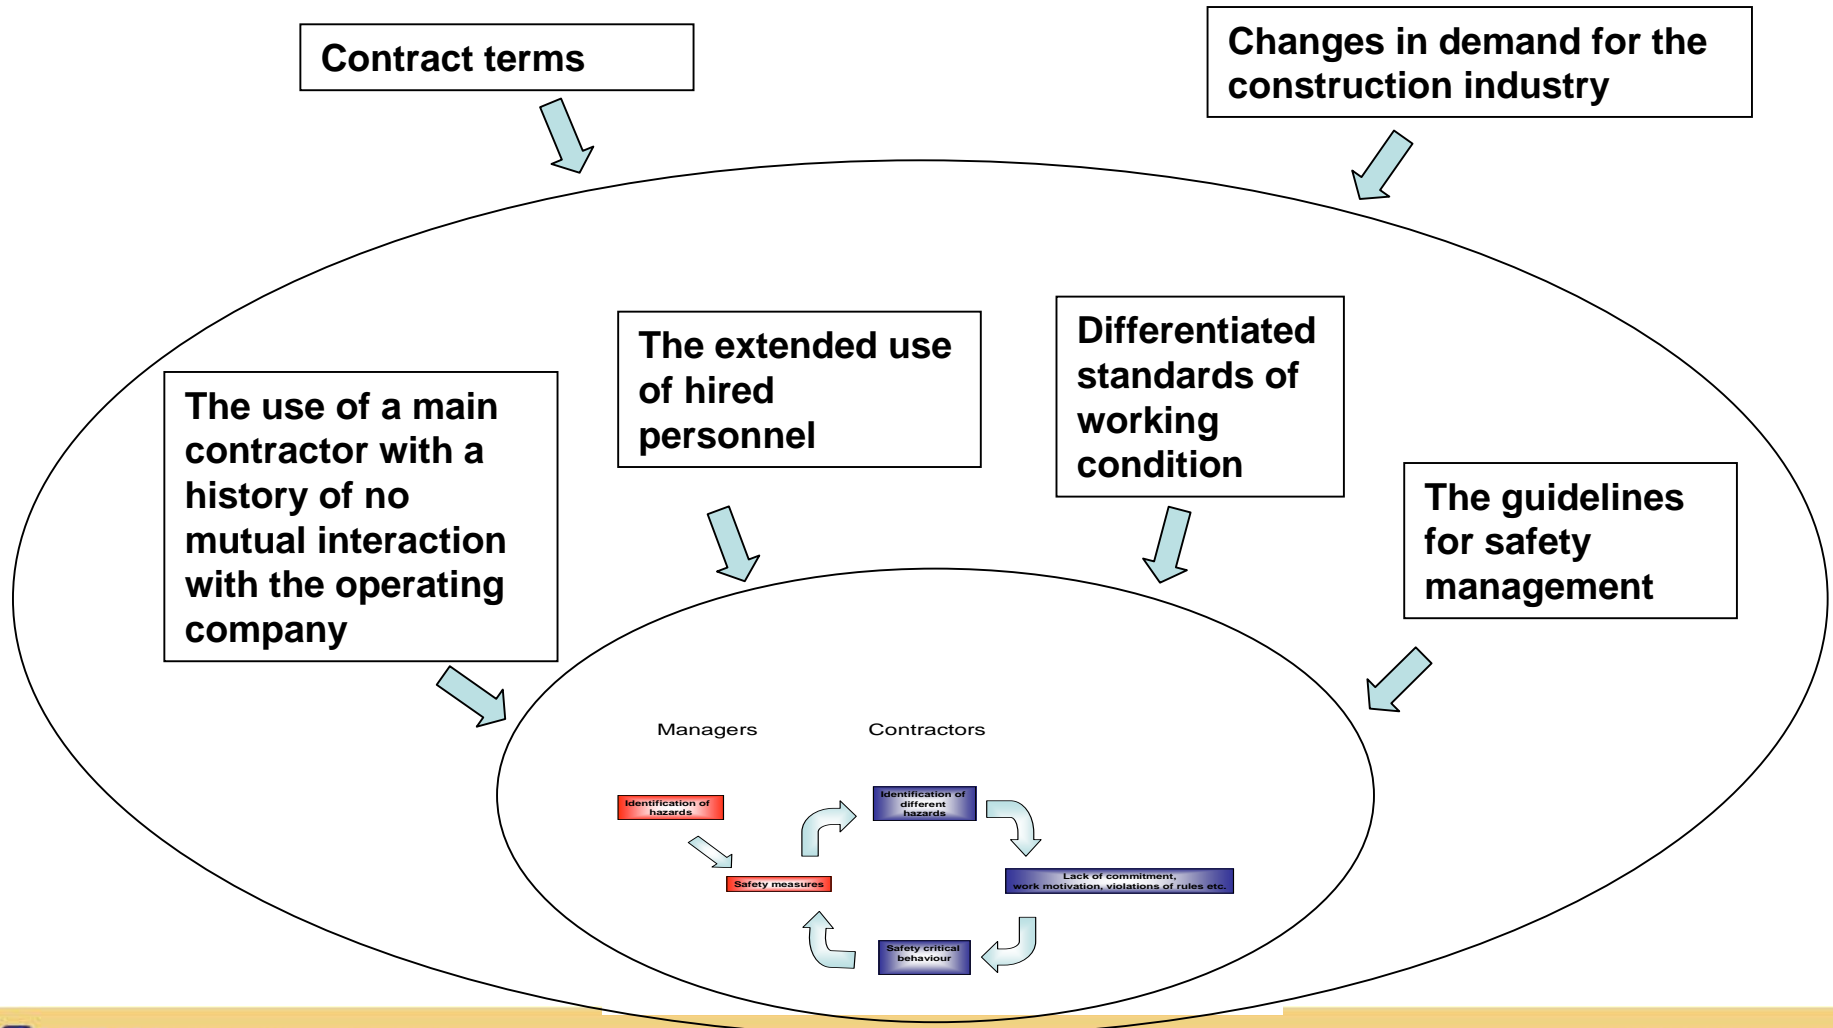 Contract terms
Changes in demand for the
construction industry
The extended use
of hired
personnel
Differentiated
standards of
working
condition
The use of a main
contractor with a
history of no
mutual interaction
with the operating
company
The guidelines
for safety
management
Managers
Contractors
Identification of
hazards
Identification of
different
hazards
Safety measures
Lack of commitment,
work motivation, violations of rules etc.
Safety critical
behaviour